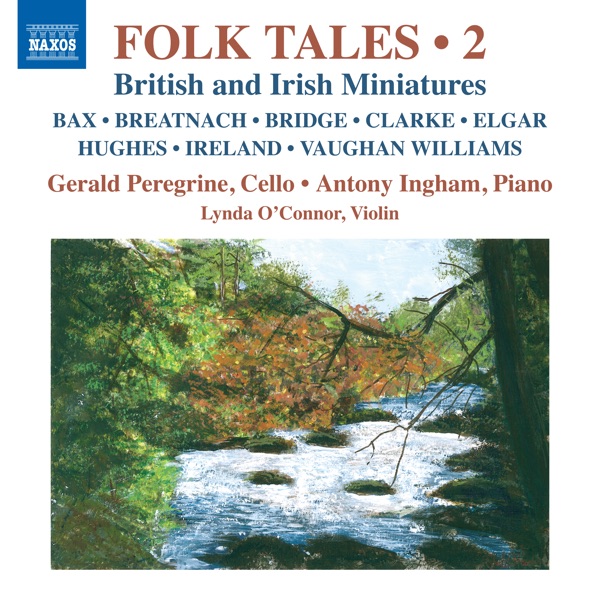 NAXOS
FOLK TALES • 2
British and Irish Miniatures
BAX • BREATNACH • BRIDGE • CLARKE • ELGAR
HUGHES • IRELAND • VAUGHAN WILLIAMS
Gerald Peregrine, Cello • Antony Ingham, Piano
Lynda O’Connor, Violin